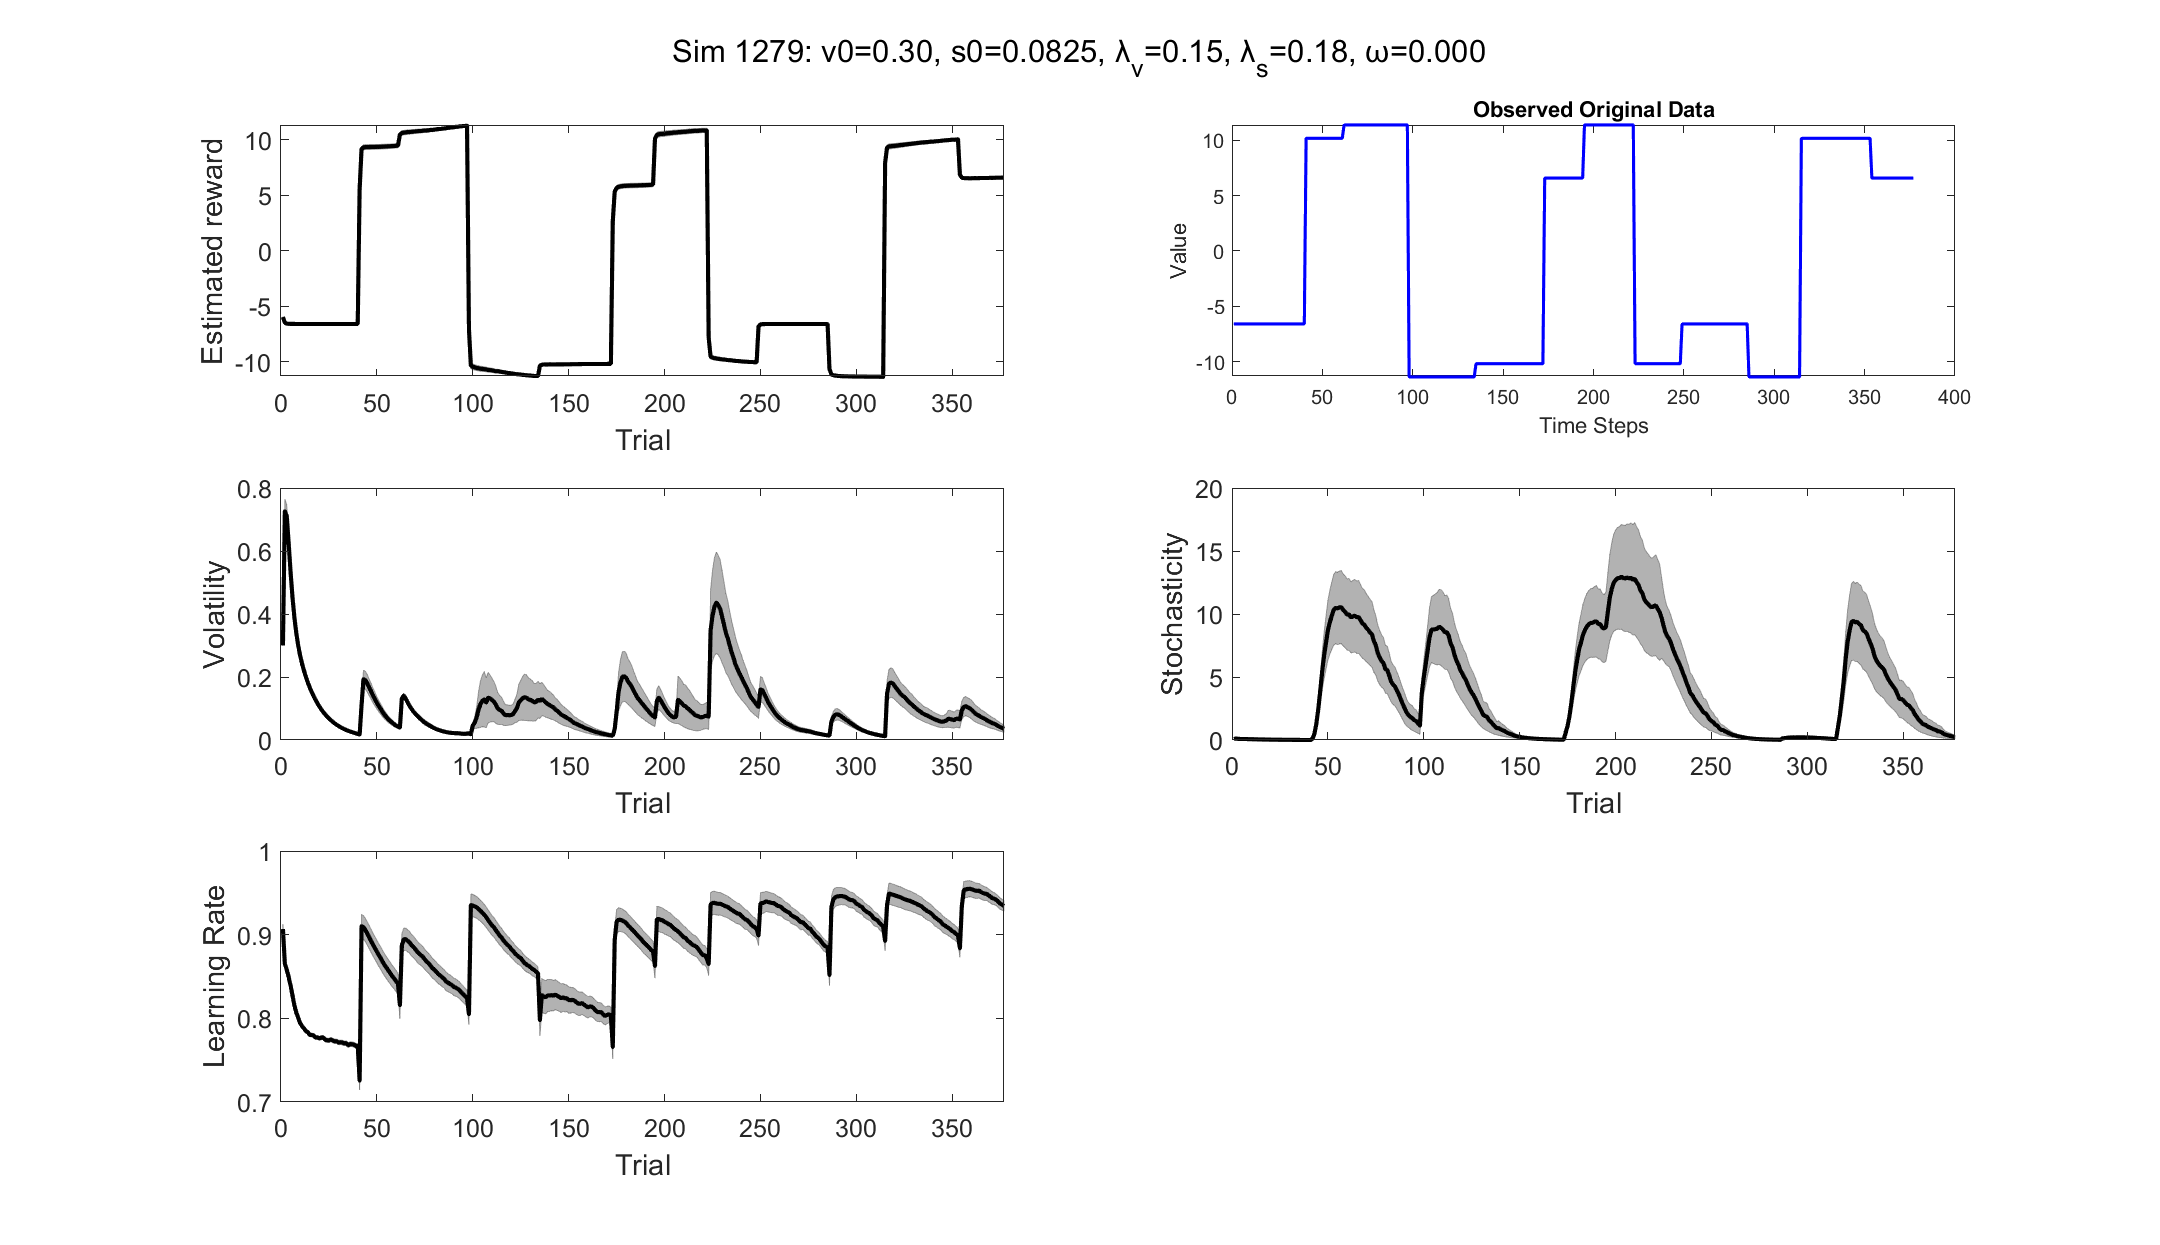 Sim 1279: v0=0.30, s0=0.0825, λv=0.15, λs=0.18, ω=0.000
Estimated reward
10
5
0
-5
-10
0 50 100 150 200 250 300 350
Trial
Observed Original Data
Value
10
5
0
-5
-10
0 50 100 150 200 250 300 350 400
Time Steps
Volatility
0.8
0.6
0.4
0.2
0
0 50 100 150 200 250 300 350
Trial
Stochasticity
20
15
10
5
0
0 50 100 150 200 250 300 350
Trial
Learning Rate
1
0.9
0.8
0.7
0 50 100 150 200 250 300 350
Trial